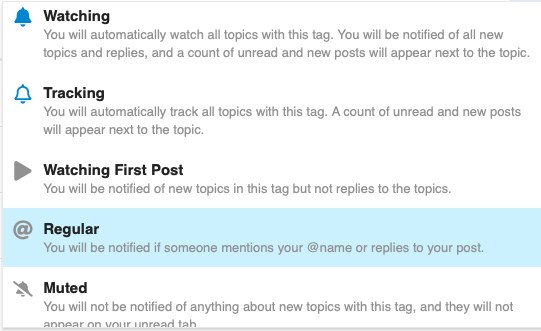 Watching
You will automatically watch all topics with this tag. You will be notified of all new
topics and replies, and a count of unread and new posts will appear next to the topic.
Tracking
You will automatically track all topics with this tag. A count of unread and new posts
will appear next to the topic.
Watching First Post
You will be notified of new topics in this tag but not replies to the topics.
@ Regular
You will be notified if someone mentions your @name or replies to your post.
Muted
You will not be notified of anything about new topics with this tag, and they will not
appear on your unread tab.